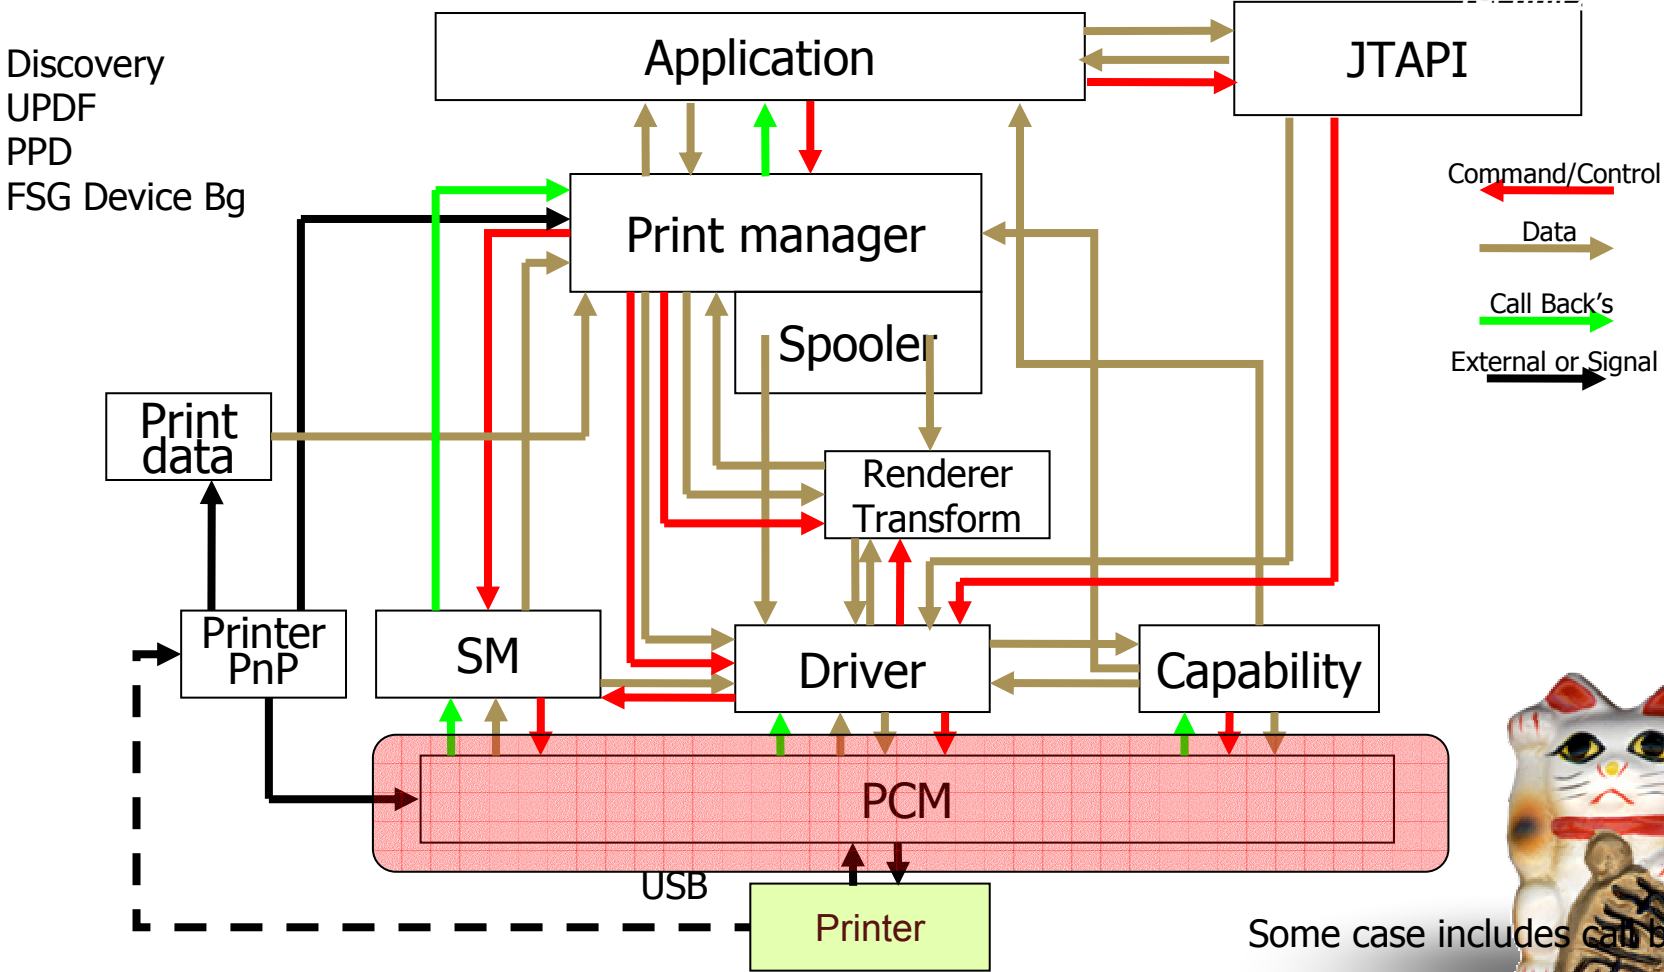 Application
JTAPI
Discovery
UPDF
PPD
FSG Device Bg
Command/Control
Data
Call Back's
External or Signal
Print manager
Spooler
Print
data
Renderer
Transform
Printer
PnP
SM
Driver
Capability
PCM
USB
Printer
Some case includes call b